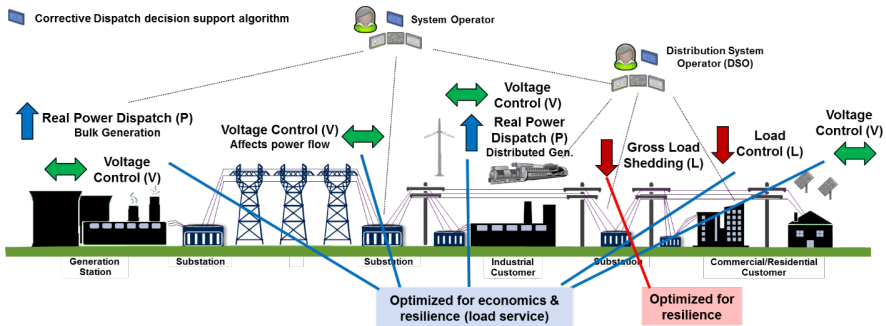 Corrective Dispatch decision support algorithm
System Operator
Distribution System
Operator (DSO)
Real Power Dispatch (P)
Bulk Generation
Voltage
Control (V)
Voltage Control (V)
Affects power flow
Voltage
Control (V)
Real Power
Dispatch (P)
Distributed Gen.
Gross Load
Shedding (L)
Load
Control (L)
Voltage
Control (V)
Generation
Station
Substation
Substation
Industrial
Customer
Substation
Commercial/Residential
Customer
Optimized for economics &
resilience (load service)
Optimized for
resilience